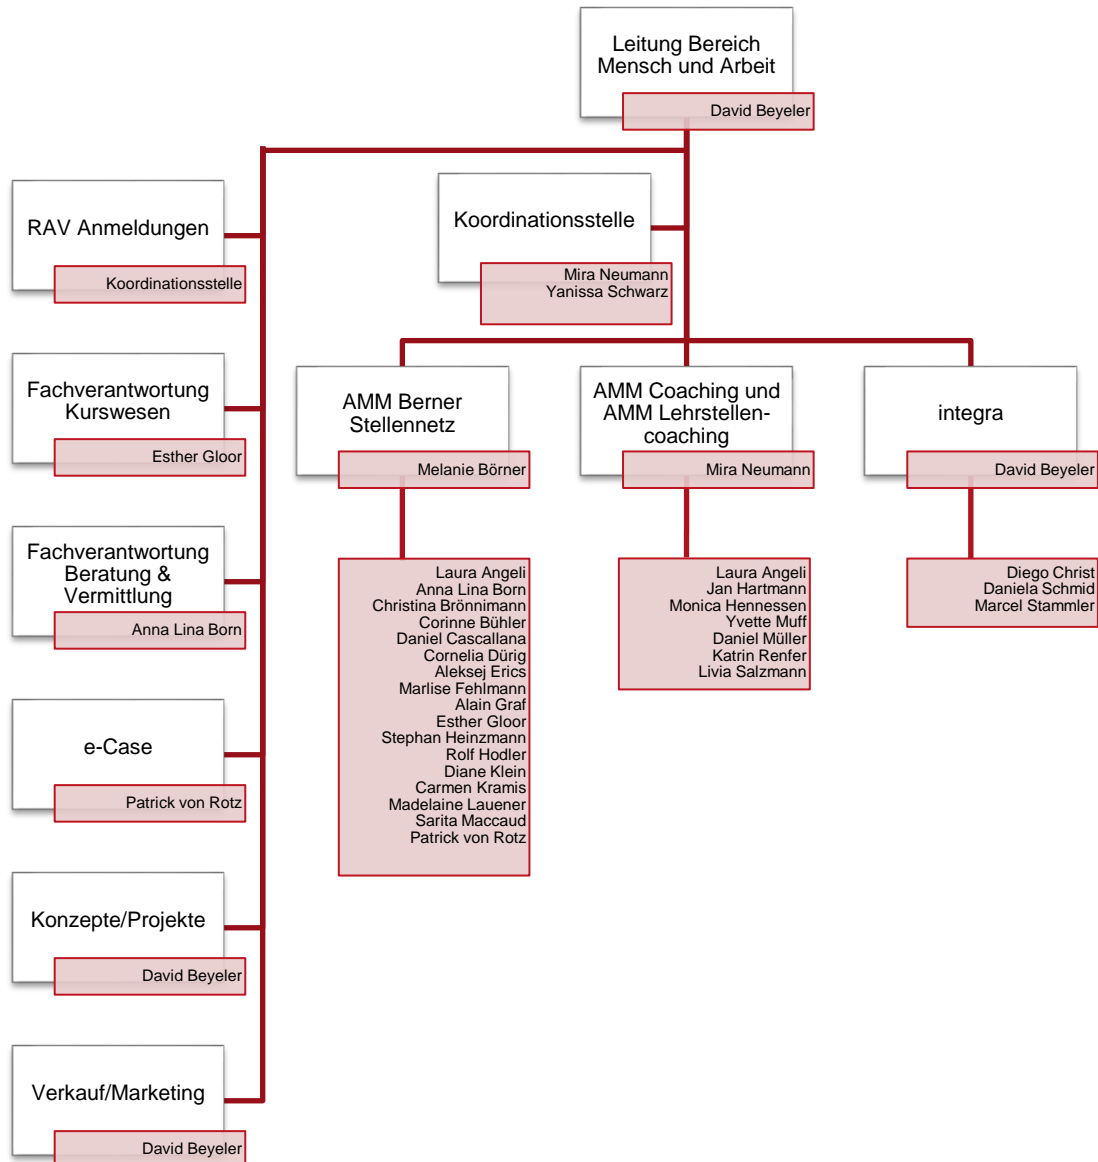 Leitung Bereich
Mensch und Arbeit
David Beyeler
Koordinationsstelle
Mira Neumann
Yanissa Schwarz
RAV Anmeldungen
Koordinationsstelle
Fachverantwortung
Kurswesen
Esther Gloor
Fachverantwortung
Beratung &
Vermittlung
Anna Lina Born
e-Case
Patrick von Rotz
Konzepte/Projekte
David Beyeler
Verkauf/Marketing
David Beyeler
AMM Berner
Stellennetz
Melanie Börner
Laura Angeli
Anna Lina Born
Christina Brönnimann
Corinne Bühler
Daniel Cascallana
Cornelia Dürig
Aleksej Erics
Marlise Fehlmann
Alain Graf
Esther Gloor
Stephan Heinzmann
Rolf Hodler
Diane Klein
Carmen Kramis
Madelaine Lauener
Sarita Maccaud
Patrick von Rotz
AMM Coaching und
AMM Lehrstellen-
coaching
Mira Neumann
Laura Angeli
Jan Hartmann
Monica Hennessen
Yvette Muff
Daniel Müller
Katrin Renfer
Livia Salzmann
integra
David Beyeler
Diego Christ
Daniela Schmid
Marcel Stammler